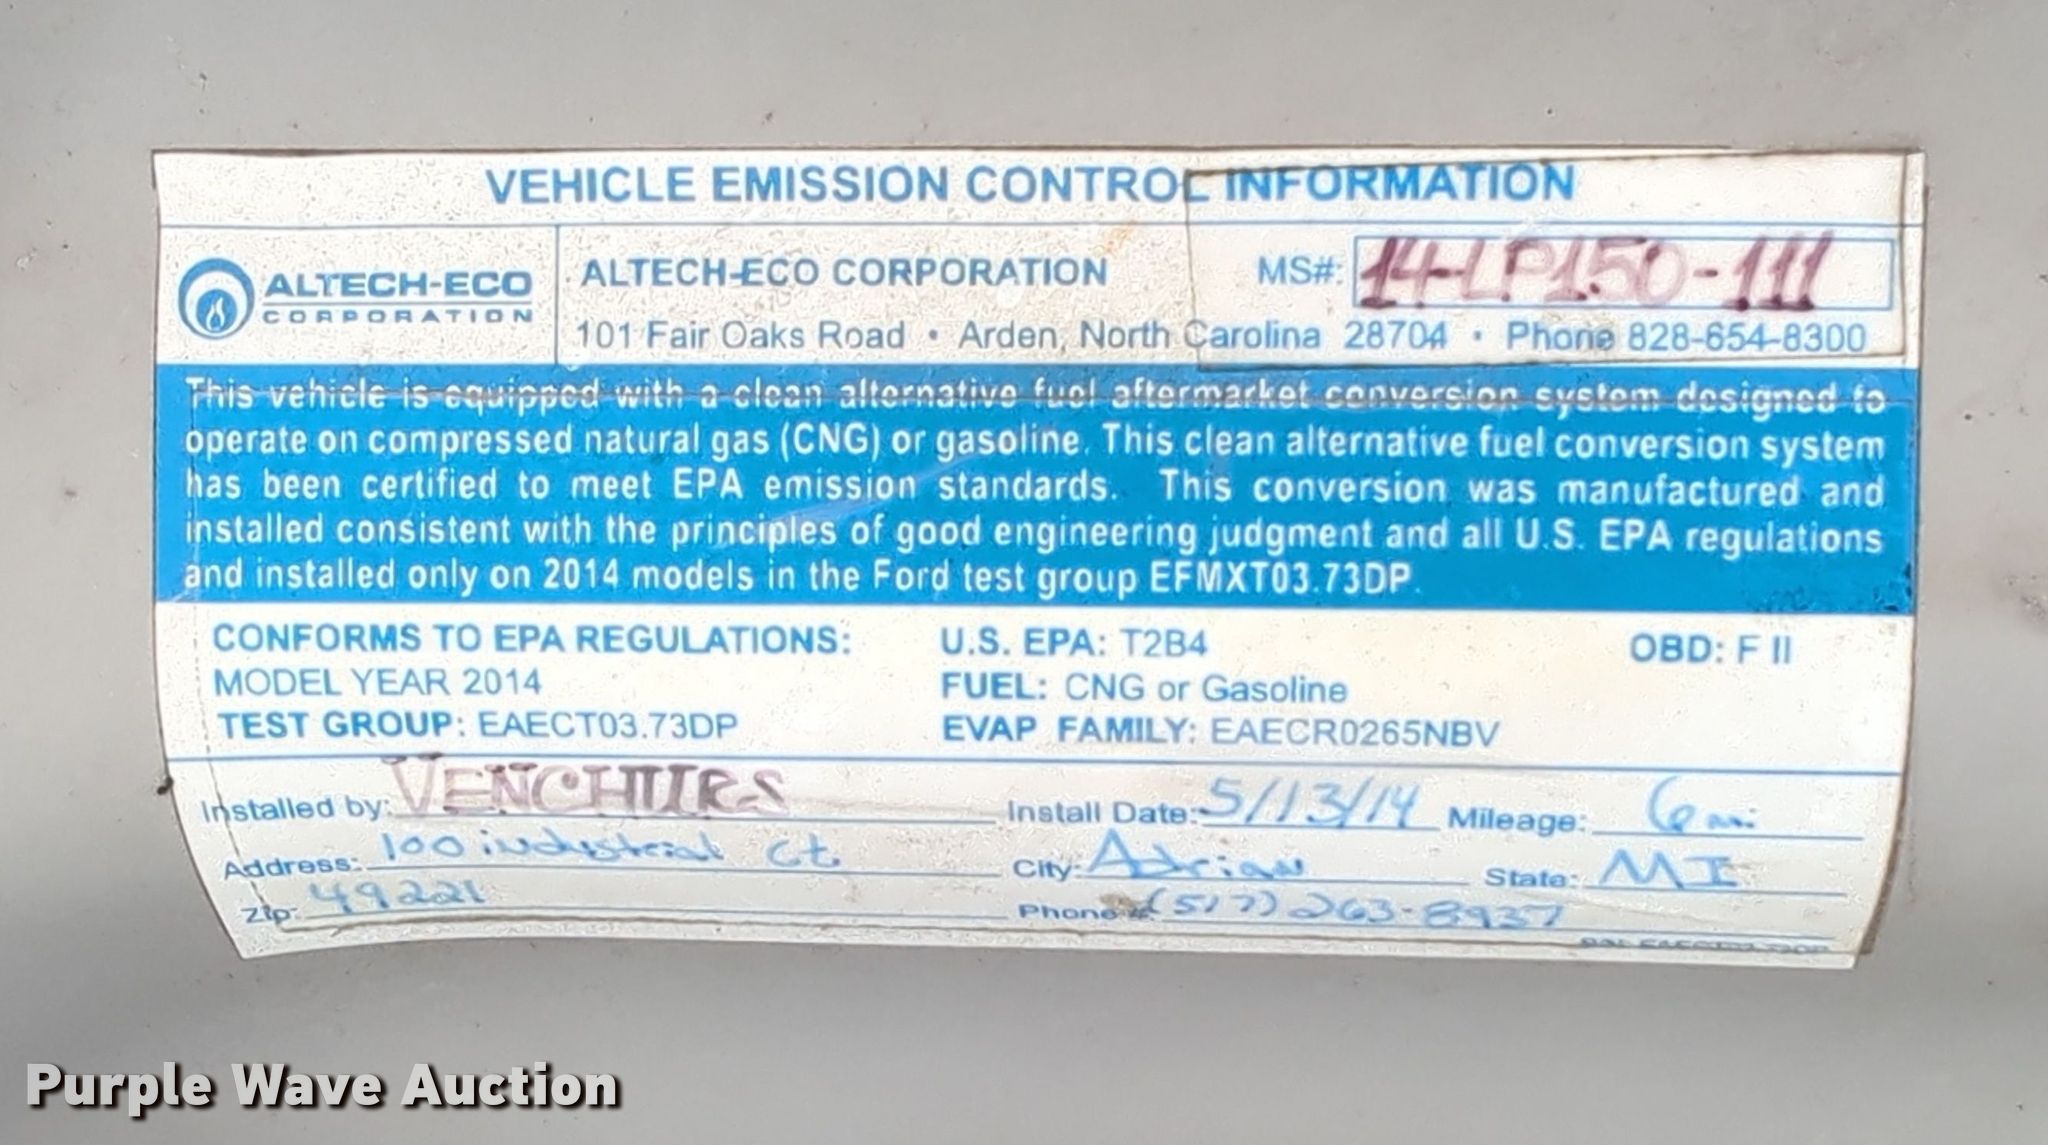 VEHICLE EMISSION CONTROL INFORMATION
ALTECH-ECO
CORPORATION
ALTECH-ECO CORPORATION
MS#: 14-LP150-111
101 Fair Oaks Road • Arden, North Carolina 28704 • Phone 828-654-8300
This vehicle is equipped with a clean alternative fuel aftermarket conversion system designed to
operate on compressed natural gas (CNG) or gasoline. This clean alternative fuel conversion system
has been certified to meet EPA emission standards. This conversion was manufactured and
installed consistent with the principles of good engineering judgment and all U.S. EPA regulations
and installed only on 2014 models in the Ford test group EFMXT03.73DP.
CONFORMS TO EPA REGULATIONS: U.S. EPA: T2B4 OBD: F II
MODEL YEAR 2014 FUEL: CNG or Gasoline
TEST GROUP: EAECT03.73DP EVAP FAMILY: EAECR0265NBV
Installed by: VENCHURS Install Date: 5/13/14 Mileage: 6 mi.
Address: 100 industrial ct. City: Adrian State: MI
Zip: 49221 Phone #: (517) 263-8937
Purple Wave Auction